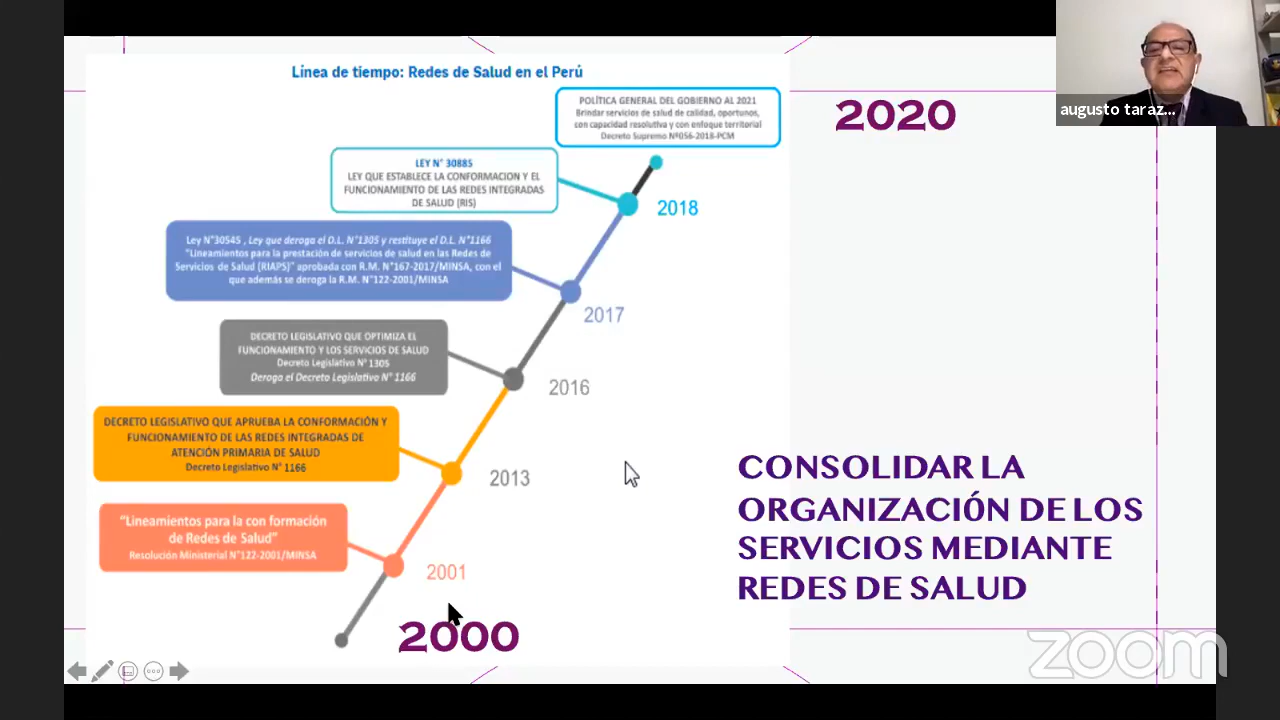 Línea de tiempo: Redes de Salud en el Perú
POLÍTICA GENERAL DEL GOBIERNO AL 2021
Brindar servicios de salud de calidad, oportunos,
con capacidad resolutiva y con enfoque territorial
Decreto Supremo Nº056-2018-PCM
2020
augusto taraz...
LEY N° 30885
LEY QUE ESTABLECE LA CONFORMACION Y EL
FUNCIONAMIENTO DE LAS REDES INTEGRADAS
DE SALUD (RIS)
2018
Ley N°30545 , Ley que deroga el D.L. N°1305 y restituye el D.L. N°1166
"Lineamientos para la prestación de servicios de salud en las Redes de
Servicios de Salud (RIAPS)" aprobada con R.M. N°167-2017/MINSA, con el
que además se deroga la R.M. N°122-2001/MINSA
2017
DECRETO LEGISLATIVO QUE OPTIMIZA EL
FUNCIONAMIENTO Y LOS SERVICIOS DE SALUD
Decreto Legislativo N° 1305
Deroga el Decreto Legislativo N° 1166
2016
DECRETO LEGISLATIVO QUE APRUEBA LA CONFORMACIÓN Y
FUNCIONAMIENTO DE LAS REDES INTEGRADAS DE
ATENCIÓN PRIMARIA DE SALUD
Decreto Legislativo N° 1166
2013
"Lineamientos para la con formación
de Redes de Salud"
Resolución Ministerial N°122-2001/MINSA
2001
2000
CONSOLIDAR LA
ORGANIZACIÓN DE LOS
SERVICIOS MEDIANTE
REDES DE SALUD
zoom